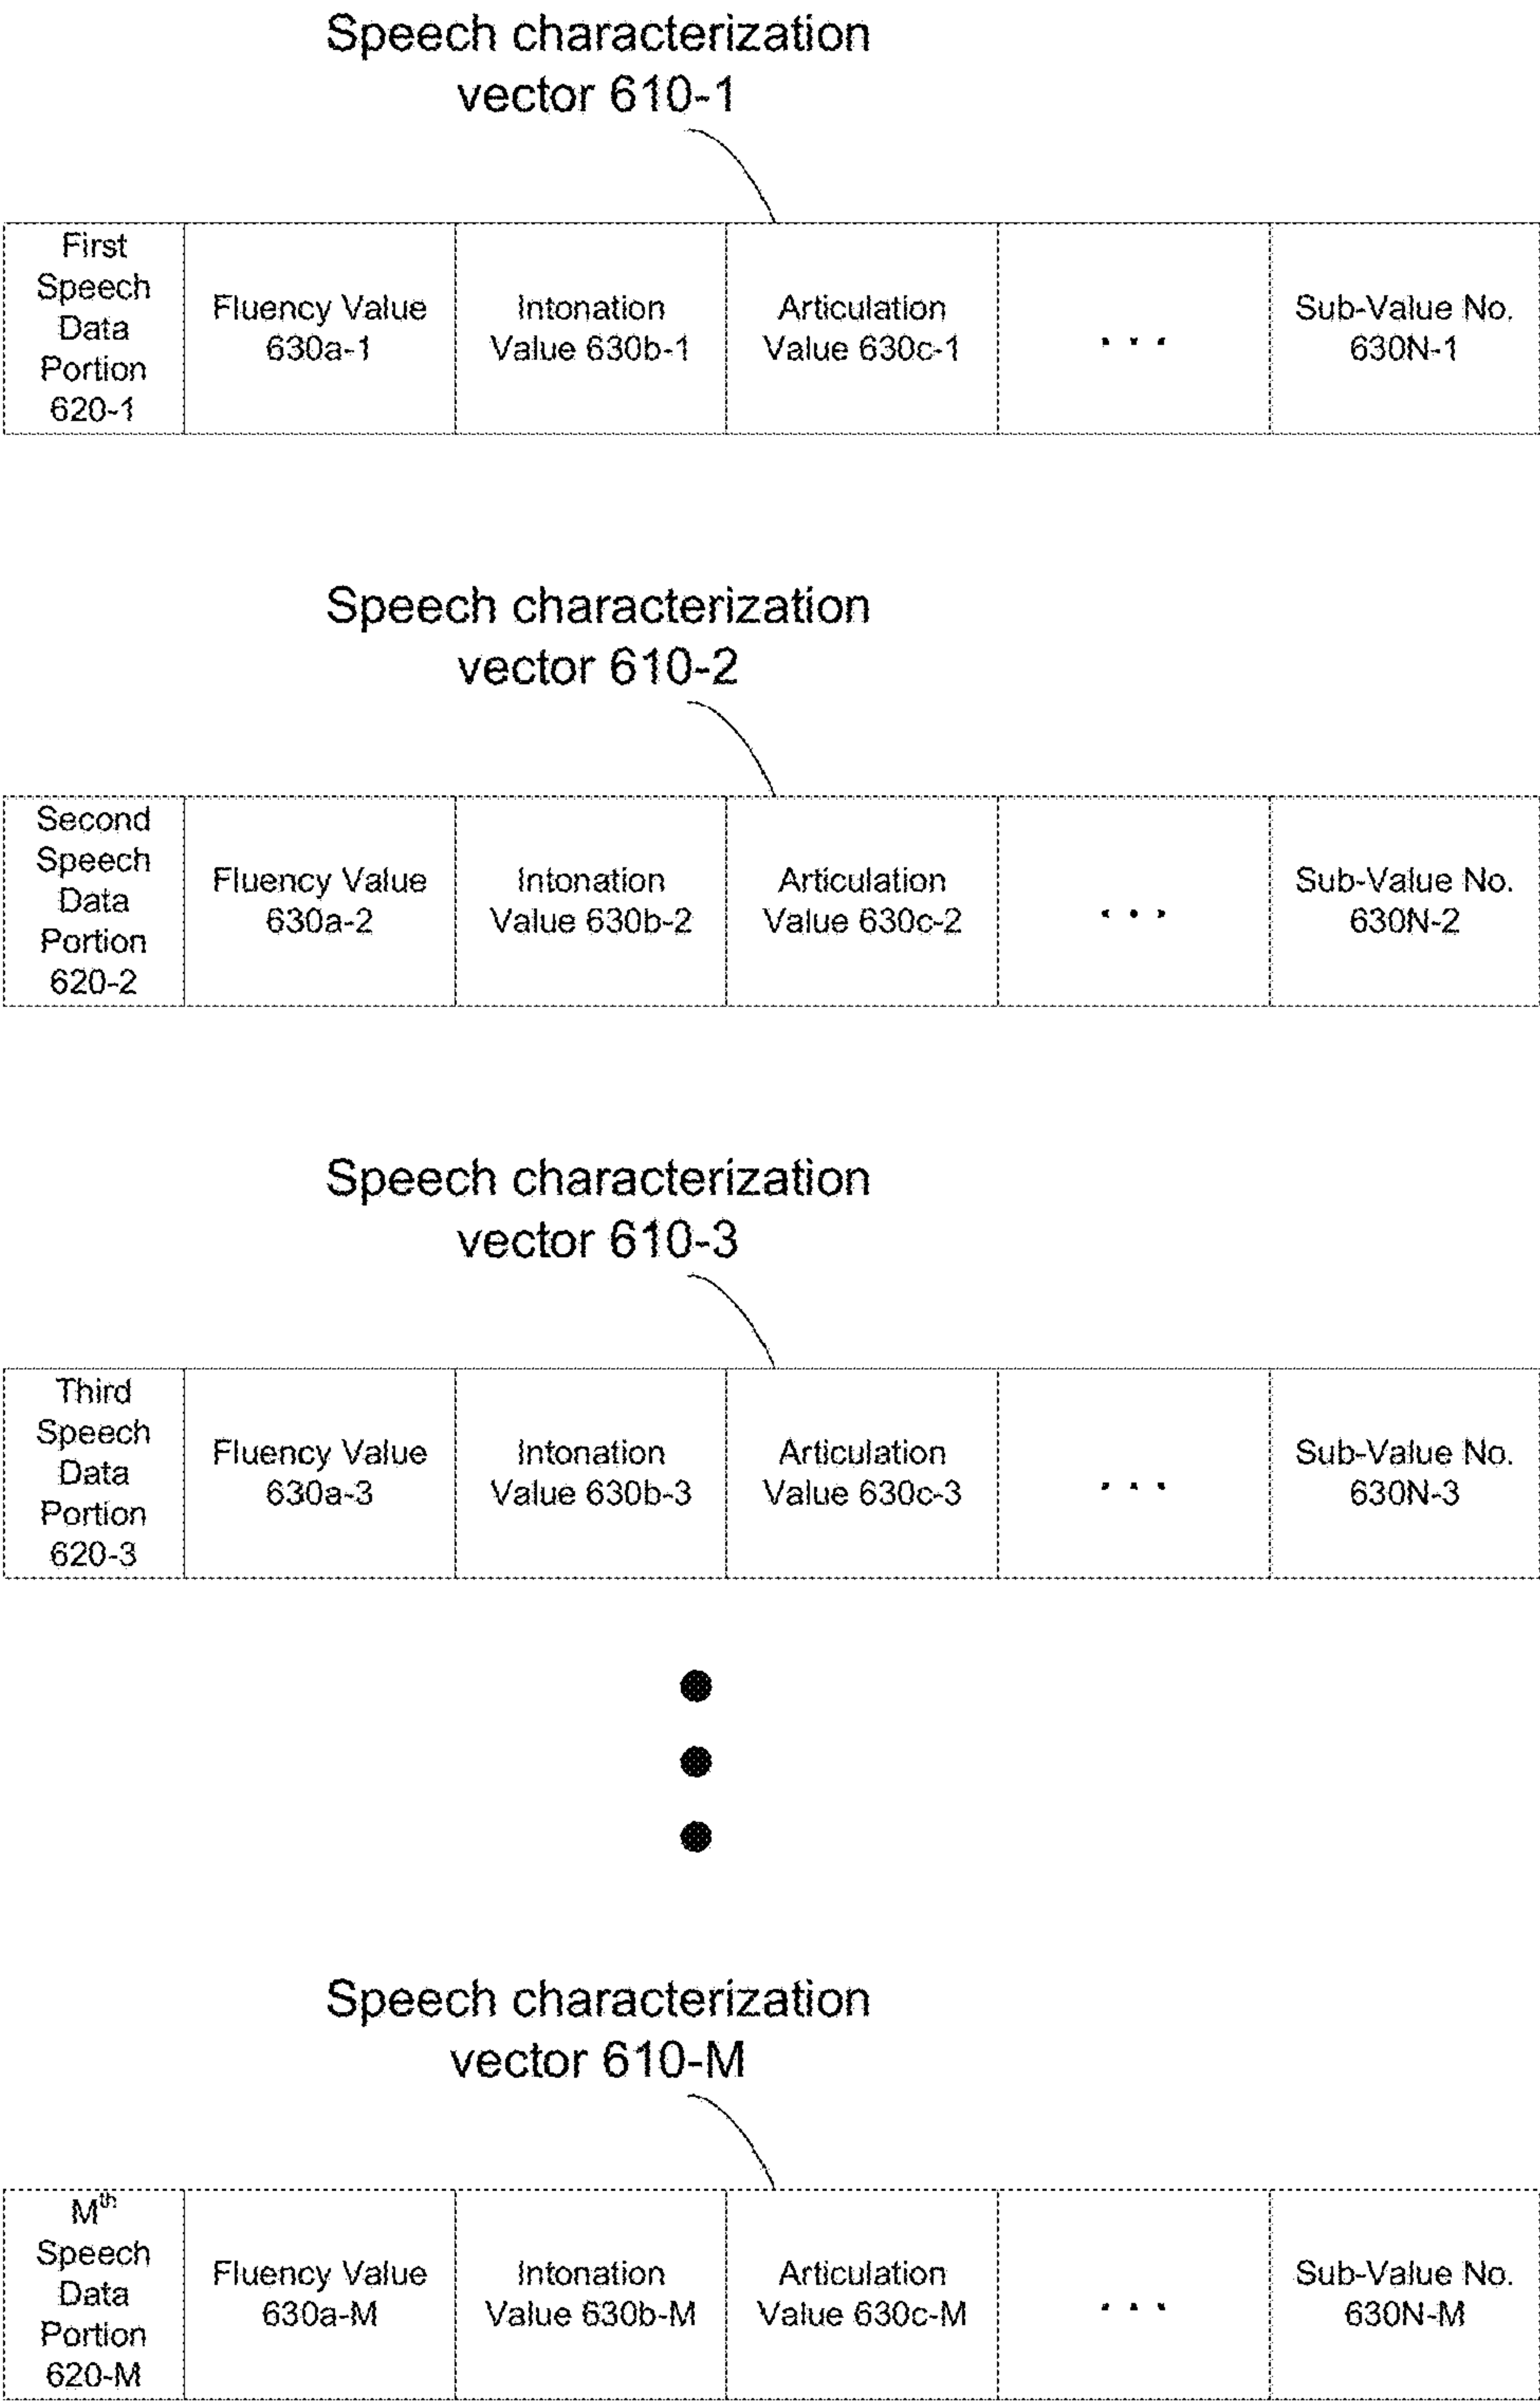 Speech characterization
vector 610-1
First
Speech
Data
Portion
620-1
Fluency Value
630a-1
Intonation
Value 630b-1
Articulation
Value 630c-1
...
Sub-Value No.
630N-1
Speech characterization
vector 610-2
Second
Speech
Data
Portion
620-2
Fluency Value
630a-2
Intonation
Value 630b-2
Articulation
Value 630c-2
...
Sub-Value No.
630N-2
Speech characterization
vector 610-3
Third
Speech
Data
Portion
620-3
Fluency Value
630a-3
Intonation
Value 630b-3
Articulation
Value 630c-3
...
Sub-Value No.
630N-3
Speech characterization
vector 610-M
Mth
Speech
Data
Portion
620-M
Fluency Value
630a-M
Intonation
Value 630b-M
Articulation
Value 630c-M
...
Sub-Value No.
630N-M